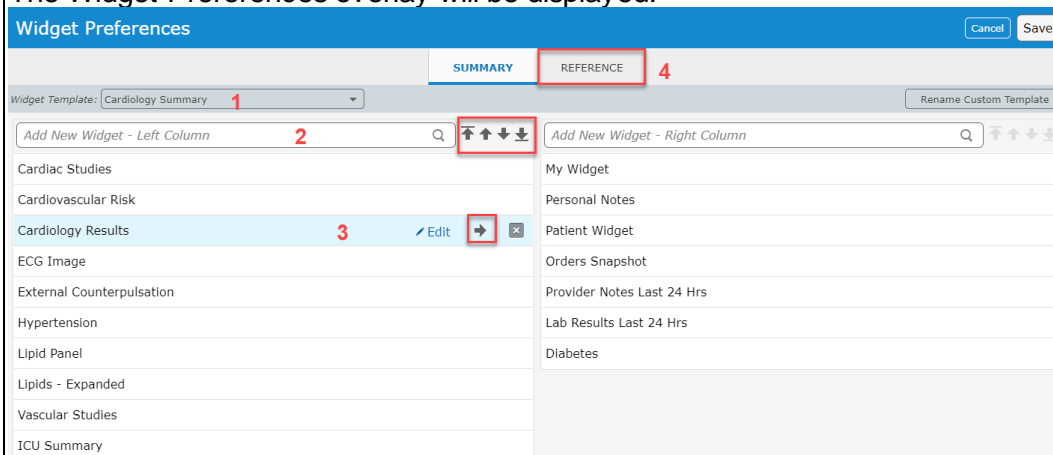 The Widget Preferences overlay will be displayed.
Widget Preferences
Cancel
Save
SUMMARY
REFERENCE
4
Widget Template:
Cardiology Summary
1
Rename Custom Template
Add New Widget - Left Column
2
Add New Widget - Right Column
Cardiac Studies
My Widget
Cardiovascular Risk
Personal Notes
Cardiology Results
3
Edit
Patient Widget
ECG Image
Orders Snapshot
External Counterpulsation
Provider Notes Last 24 Hrs
Hypertension
Lab Results Last 24 Hrs
Lipid Panel
Diabetes
Lipids - Expanded
Vascular Studies
ICU Summary